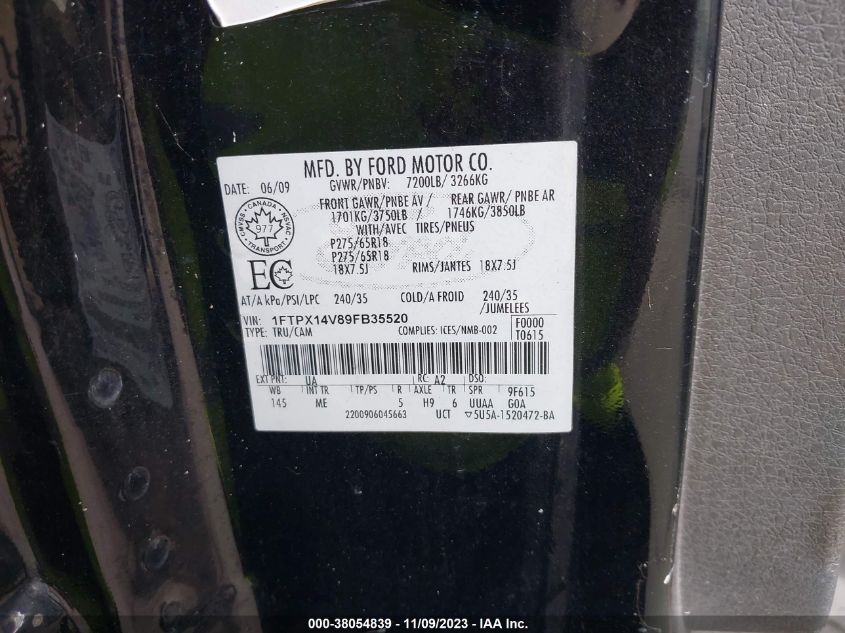 MFD. BY FORD MOTOR CO.
DATE: 06/09 GVWR/PNBV: 7200LB/ 3266KG
FRONT GAWR/PNBE AV / REAR GAWR/ PNBE AR
1701KG/3750LB / 1746KG/3850LB
WITH/AVEC TIRES/PNEUS
CANADA
CMVSS NSVAC
977
TRANSPORT
P275/65R18
P275/65R18
18X7.5J RIMS/JANTES 18X7.5J
EC
AT/A kPa/PSI/LPC 240/35 COLD/A FROID 240/35
/JUMELEES
VIN: 1FTPX14V89FB35520 F0000
TYPE: TRU/CAM COMPLIES: ICES/NMB-002 T0615
EXT PNT: UA RC: A2 DSO:
WB INT TR TP/PS R AXLE TR SPR 9F615
145 ME 5 H9 6 UUAA G0A
2200906045663 UCT ▽5U5A-1520472-BA
000-38054839 - 11/09/2023 - IAA Inc.